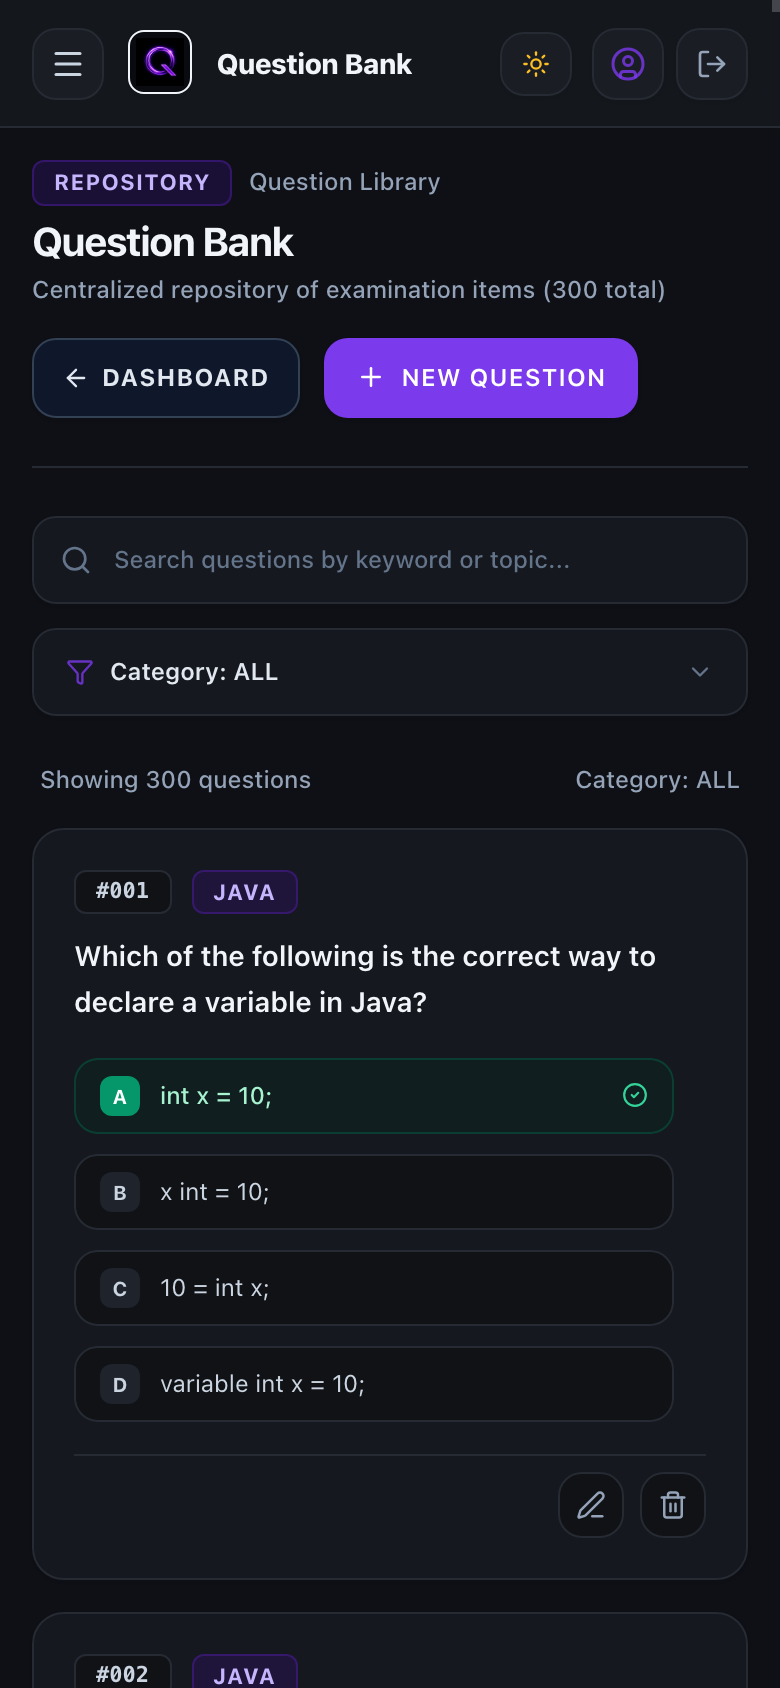 Question Bank
REPOSITORY Question Library
Question Bank
Centralized repository of examination items (300 total)
DASHBOARD NEW QUESTION
Search questions by keyword or topic...
Category: ALL
Showing 300 questions Category: ALL
#001 JAVA
Which of the following is the correct way to
declare a variable in Java?
A int x = 10;
B x int = 10;
C 10 = int x;
D variable int x = 10;
#002 JAVA